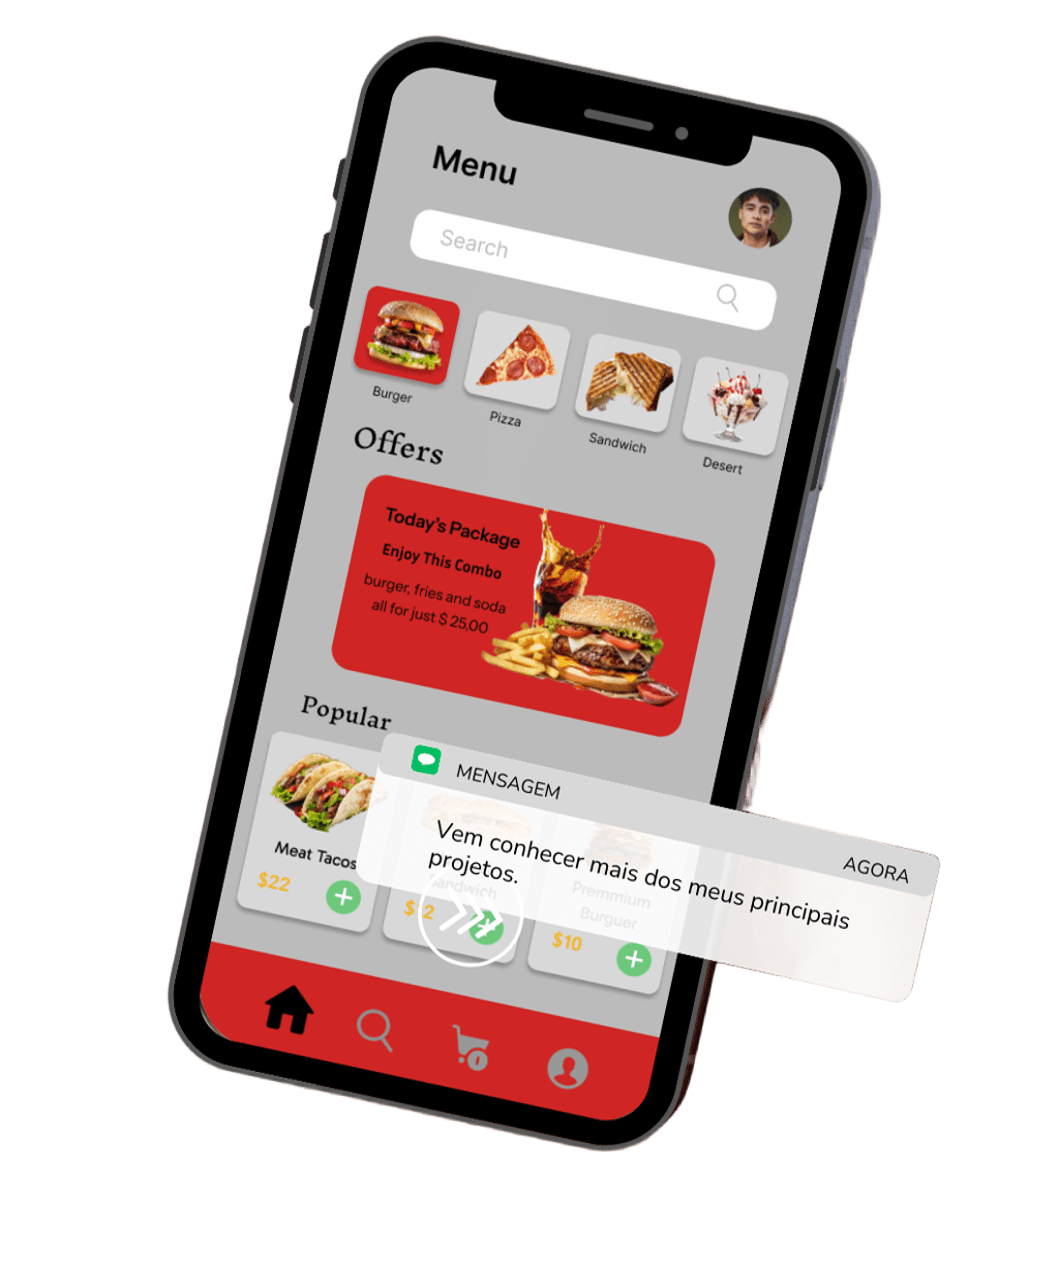 Menu
Search
Burger
Pizza
Sandwich
Desert
Offers
Today's Package
Enjoy This Combo
burger, fries and soda
all for just $ 25,00
Popular
MENSAGEM
AGORA
Vem conhecer mais dos meus principais
projetos.
Meat Tacos
$22
Sandwich
Premmium
Burguer
$10